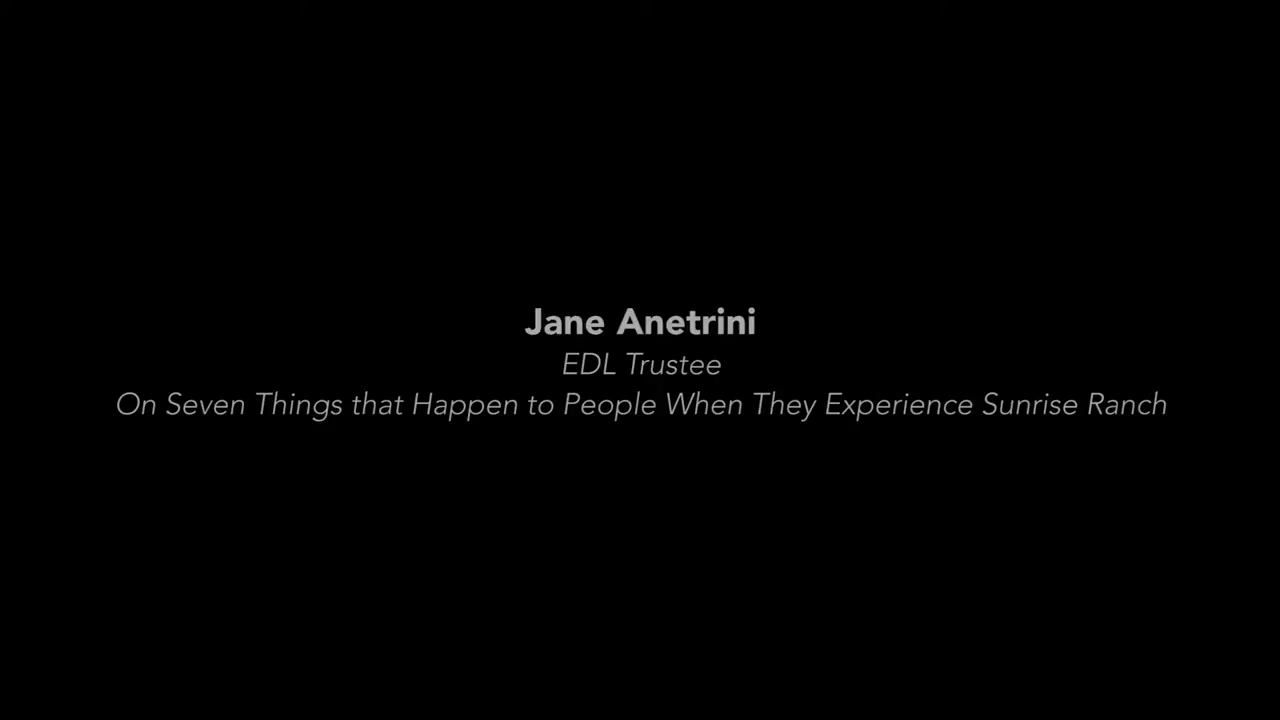 Jane Anetrini
EDL Trustee
On Seven Things that Happen to People When They Experience Sunrise Ranch